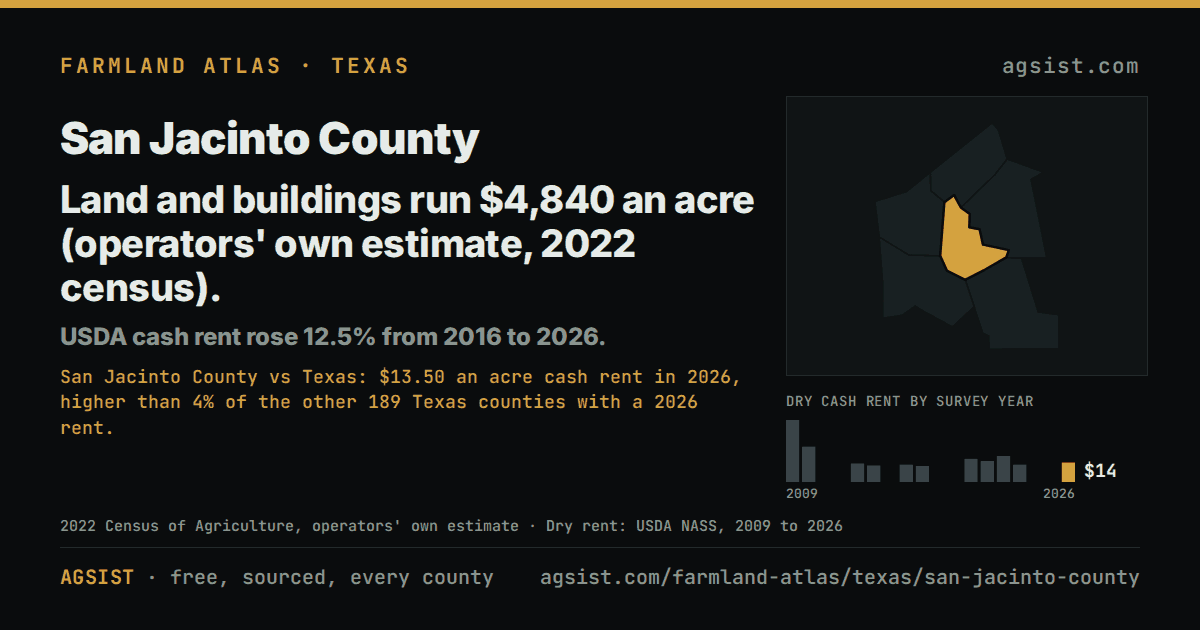 FARMLAND ATLAS · TEXAS
agsist.com
San Jacinto County
Land and buildings run $4,840 an acre
(operators' own estimate, 2022
census).
USDA cash rent rose 12.5% from 2016 to 2026.
San Jacinto County vs Texas: $13.50 an acre cash rent in 2026,
higher than 4% of the other 189 Texas counties with a 2026
rent.
DRY CASH RENT BY SURVEY YEAR
$14
2009
2026
2022 Census of Agriculture, operators' own estimate · Dry rent: USDA NASS, 2009 to 2026
AGSIST · free, sourced, every county
agsist.com/farmland-atlas/texas/san-jacinto-county